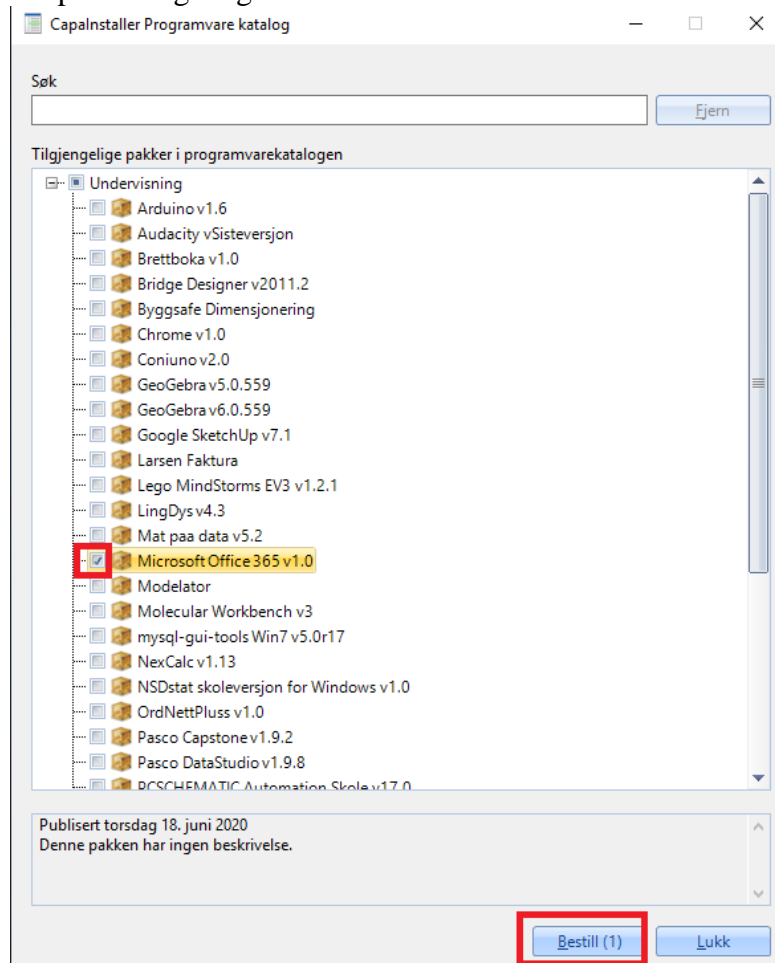 CapaInstaller Programvare katalog
Søk
Fjern
Tilgjengelige pakker i programvarekatalogen
Undervisning
Arduino v1.6
Audacity vSisteversjon
Brettboka v1.0
Bridge Designer v2011.2
Byggsafe Dimensjonering
Chrome v1.0
Coniuno v2.0
GeoGebra v5.0.559
GeoGebra v6.0.559
Google SketchUp v7.1
Larsen Faktura
Lego MindStorms EV3 v1.2.1
LingDys v4.3
Mat paa data v5.2
Microsoft Office 365 v1.0
Modelator
Molecular Workbench v3
mysql-gui-tools Win7 v5.0r17
NexCalc v1.13
NSDstat skoleversjon for Windows v1.0
OrdNettPluss v1.0
Pasco Capstone v1.9.2
Pasco DataStudio v1.9.8
PCSCHEMATIC Automation Skole v17.0
Publisert torsdag 18. juni 2020
Denne pakken har ingen beskrivelse.
Bestill (1) Lukk